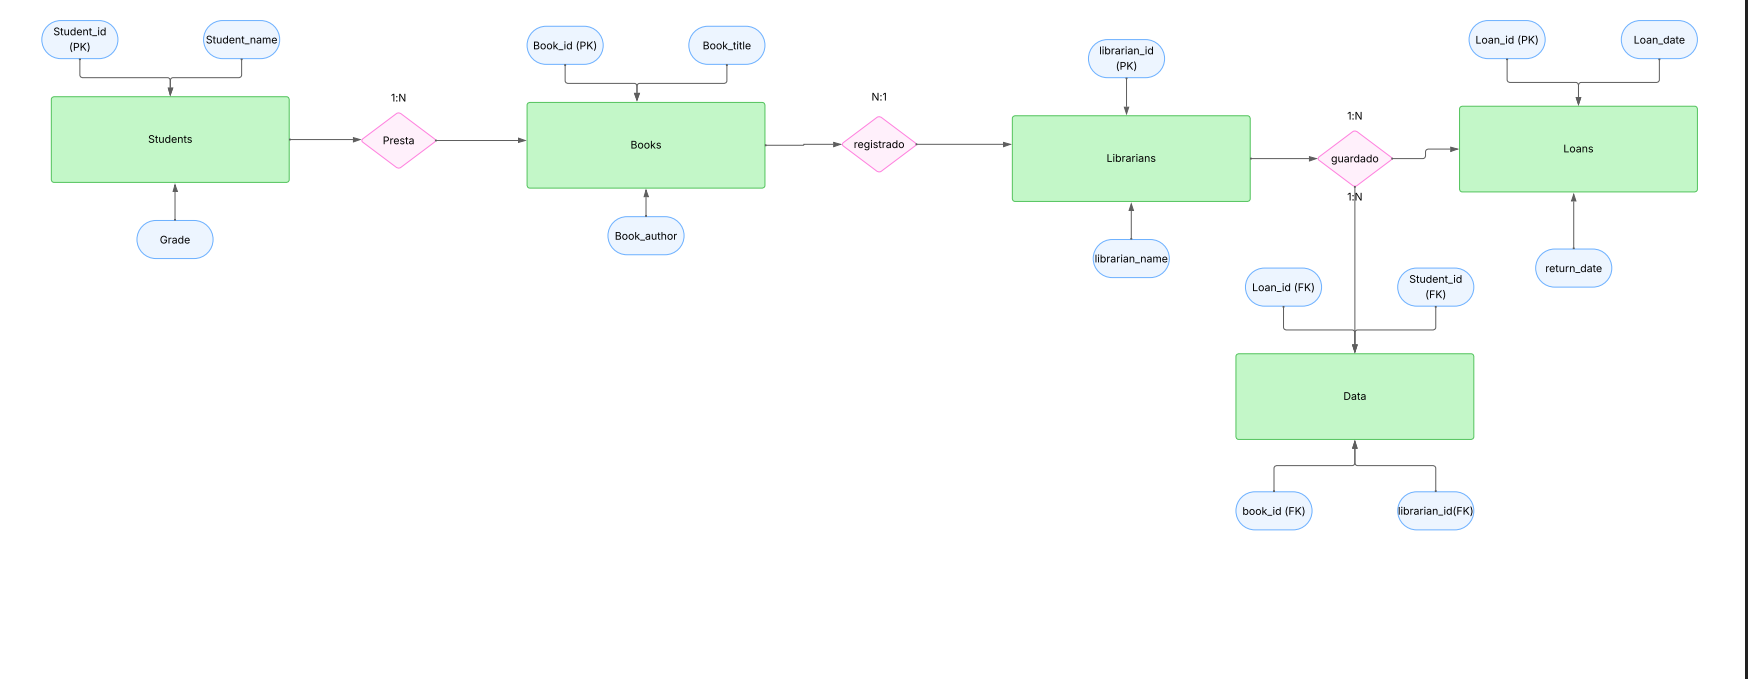 Student_id
(PK)
Student_name
Book_id (PK)
Book_title
librarian_id
(PK)
Loan_id (PK)
Loan_date
1:N
N:1
1:N
Students
Presta
Books
registrado
Librarians
guardado
Loans
1:N
Grade
Book_author
librarian_name
return_date
Loan_id (FK)
Student_id
(FK)
Data
book_id (FK)
librarian_id(FK)